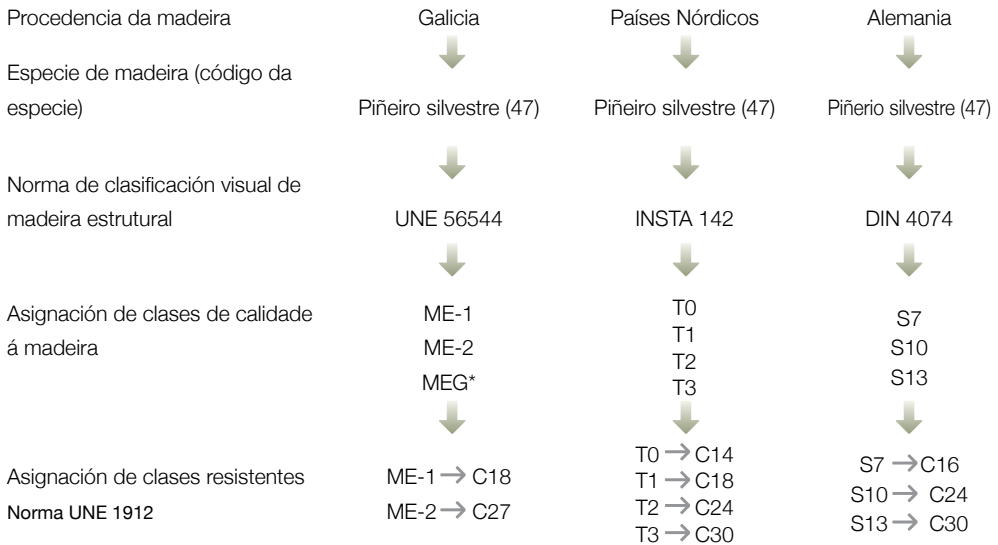 Procedencia da madeira
Galicia
Países Nórdicos
Alemania
Especie de madeira (código da
especie)
Piñeiro silvestre (47)
Piñeiro silvestre (47)
Piñerio silvestre (47)
Norma de clasificación visual de
madeira estrutural
UNE 56544
INSTA 142
DIN 4074
Asignación de clases de calidade
á madeira
ME-1
ME-2
MEG*
T0
T1
T2
T3
S7
S10
S13
Asignación de clases resistentes
Norma UNE 1912
ME-1 → C18
ME-2 → C27
T0 → C14
T1 → C18
T2 → C24
T3 → C30
S7 → C16
S10 → C24
S13 → C30